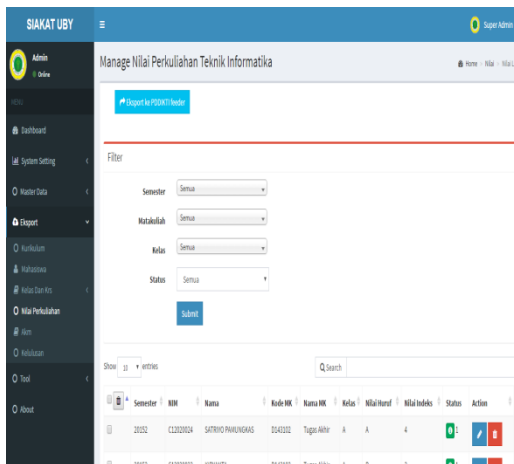 SIAKAT UBY
Super Admin
Admin
Online
MENU
Dashboard
System Setting
Master Data
Eksport
Kurikulum
Mahasiswa
Kelas Dan Krs
Nilai Perkuliahan
Akm
Kelulusan
Tool
About
Manage Nilai Perkuliahan Teknik Informatika
Home > Nilai > Nilai
Eksport ke PDDIKTI feeder
Filter
Semester Semua
Matakuliah Semua
Kelas Semua
Status Semua
Submit
Show 10 entries Search
Semester NIM Nama Kode MK Nama MK Kelas Nilai Huruf Nilai Indeks Status Action
20152 C12020024 SATRIYO PAMUNGKAS D143102 Tugas Akhir A A 4